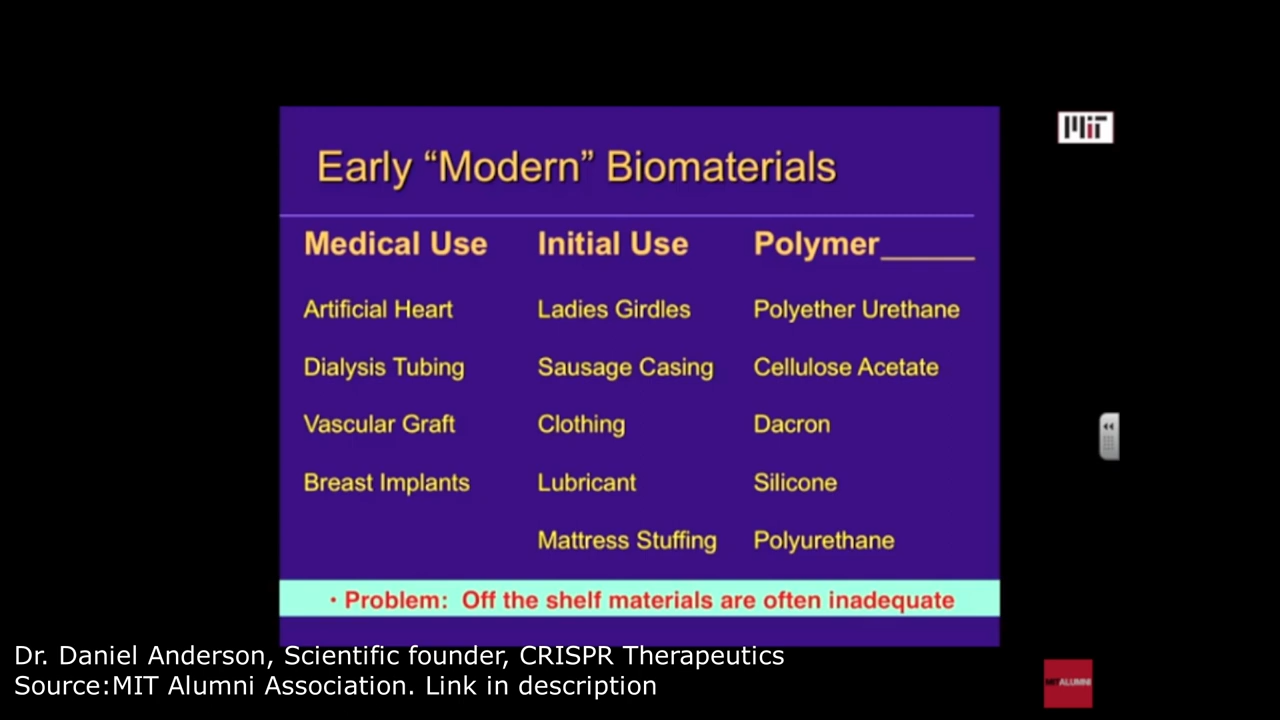 MIT
Early “Modern” Biomaterials
Medical Use Initial Use Polymer______
Artificial Heart Ladies Girdles Polyether Urethane
Dialysis Tubing Sausage Casing Cellulose Acetate
Vascular Graft Clothing Dacron
Breast Implants Lubricant Silicone
Mattress Stuffing Polyurethane
• Problem: Off the shelf materials are often inadequate
Dr. Daniel Anderson, Scientific founder, CRISPR Therapeutics
Source:MIT Alumni Association. Link in description
MITALUMNI